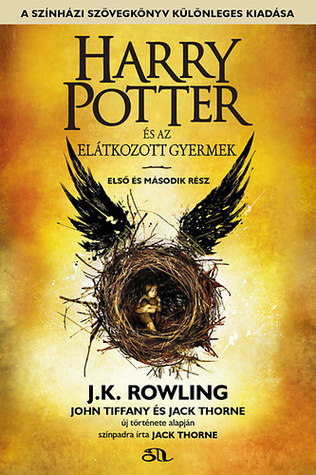 A SZÍNHÁZI SZÖVEGKÖNYV KÜLÖNLEGES KIADÁSA
HARRY
POTTER
ÉS AZ
ELÁTKOZOTT GYERMEK
ELSŐ ÉS MÁSODIK RÉSZ
J.K. ROWLING
JOHN TIFFANY ÉS JACK THORNE
új története alapján
színpadra írta JACK THORNE